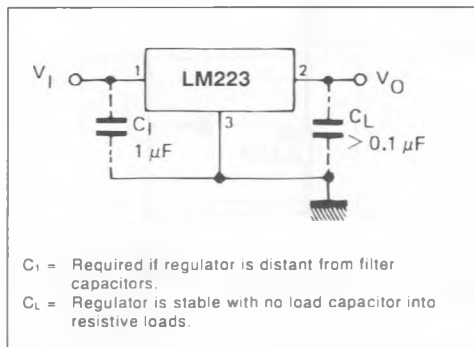 V_I 1 LM223 2 V_O
C_I 3 C_L
1 µF > 0.1 µF
C₁ = Required if regulator is distant from filter
capacitors.
C_L = Regulator is stable with no load capacitor into
resistive loads.